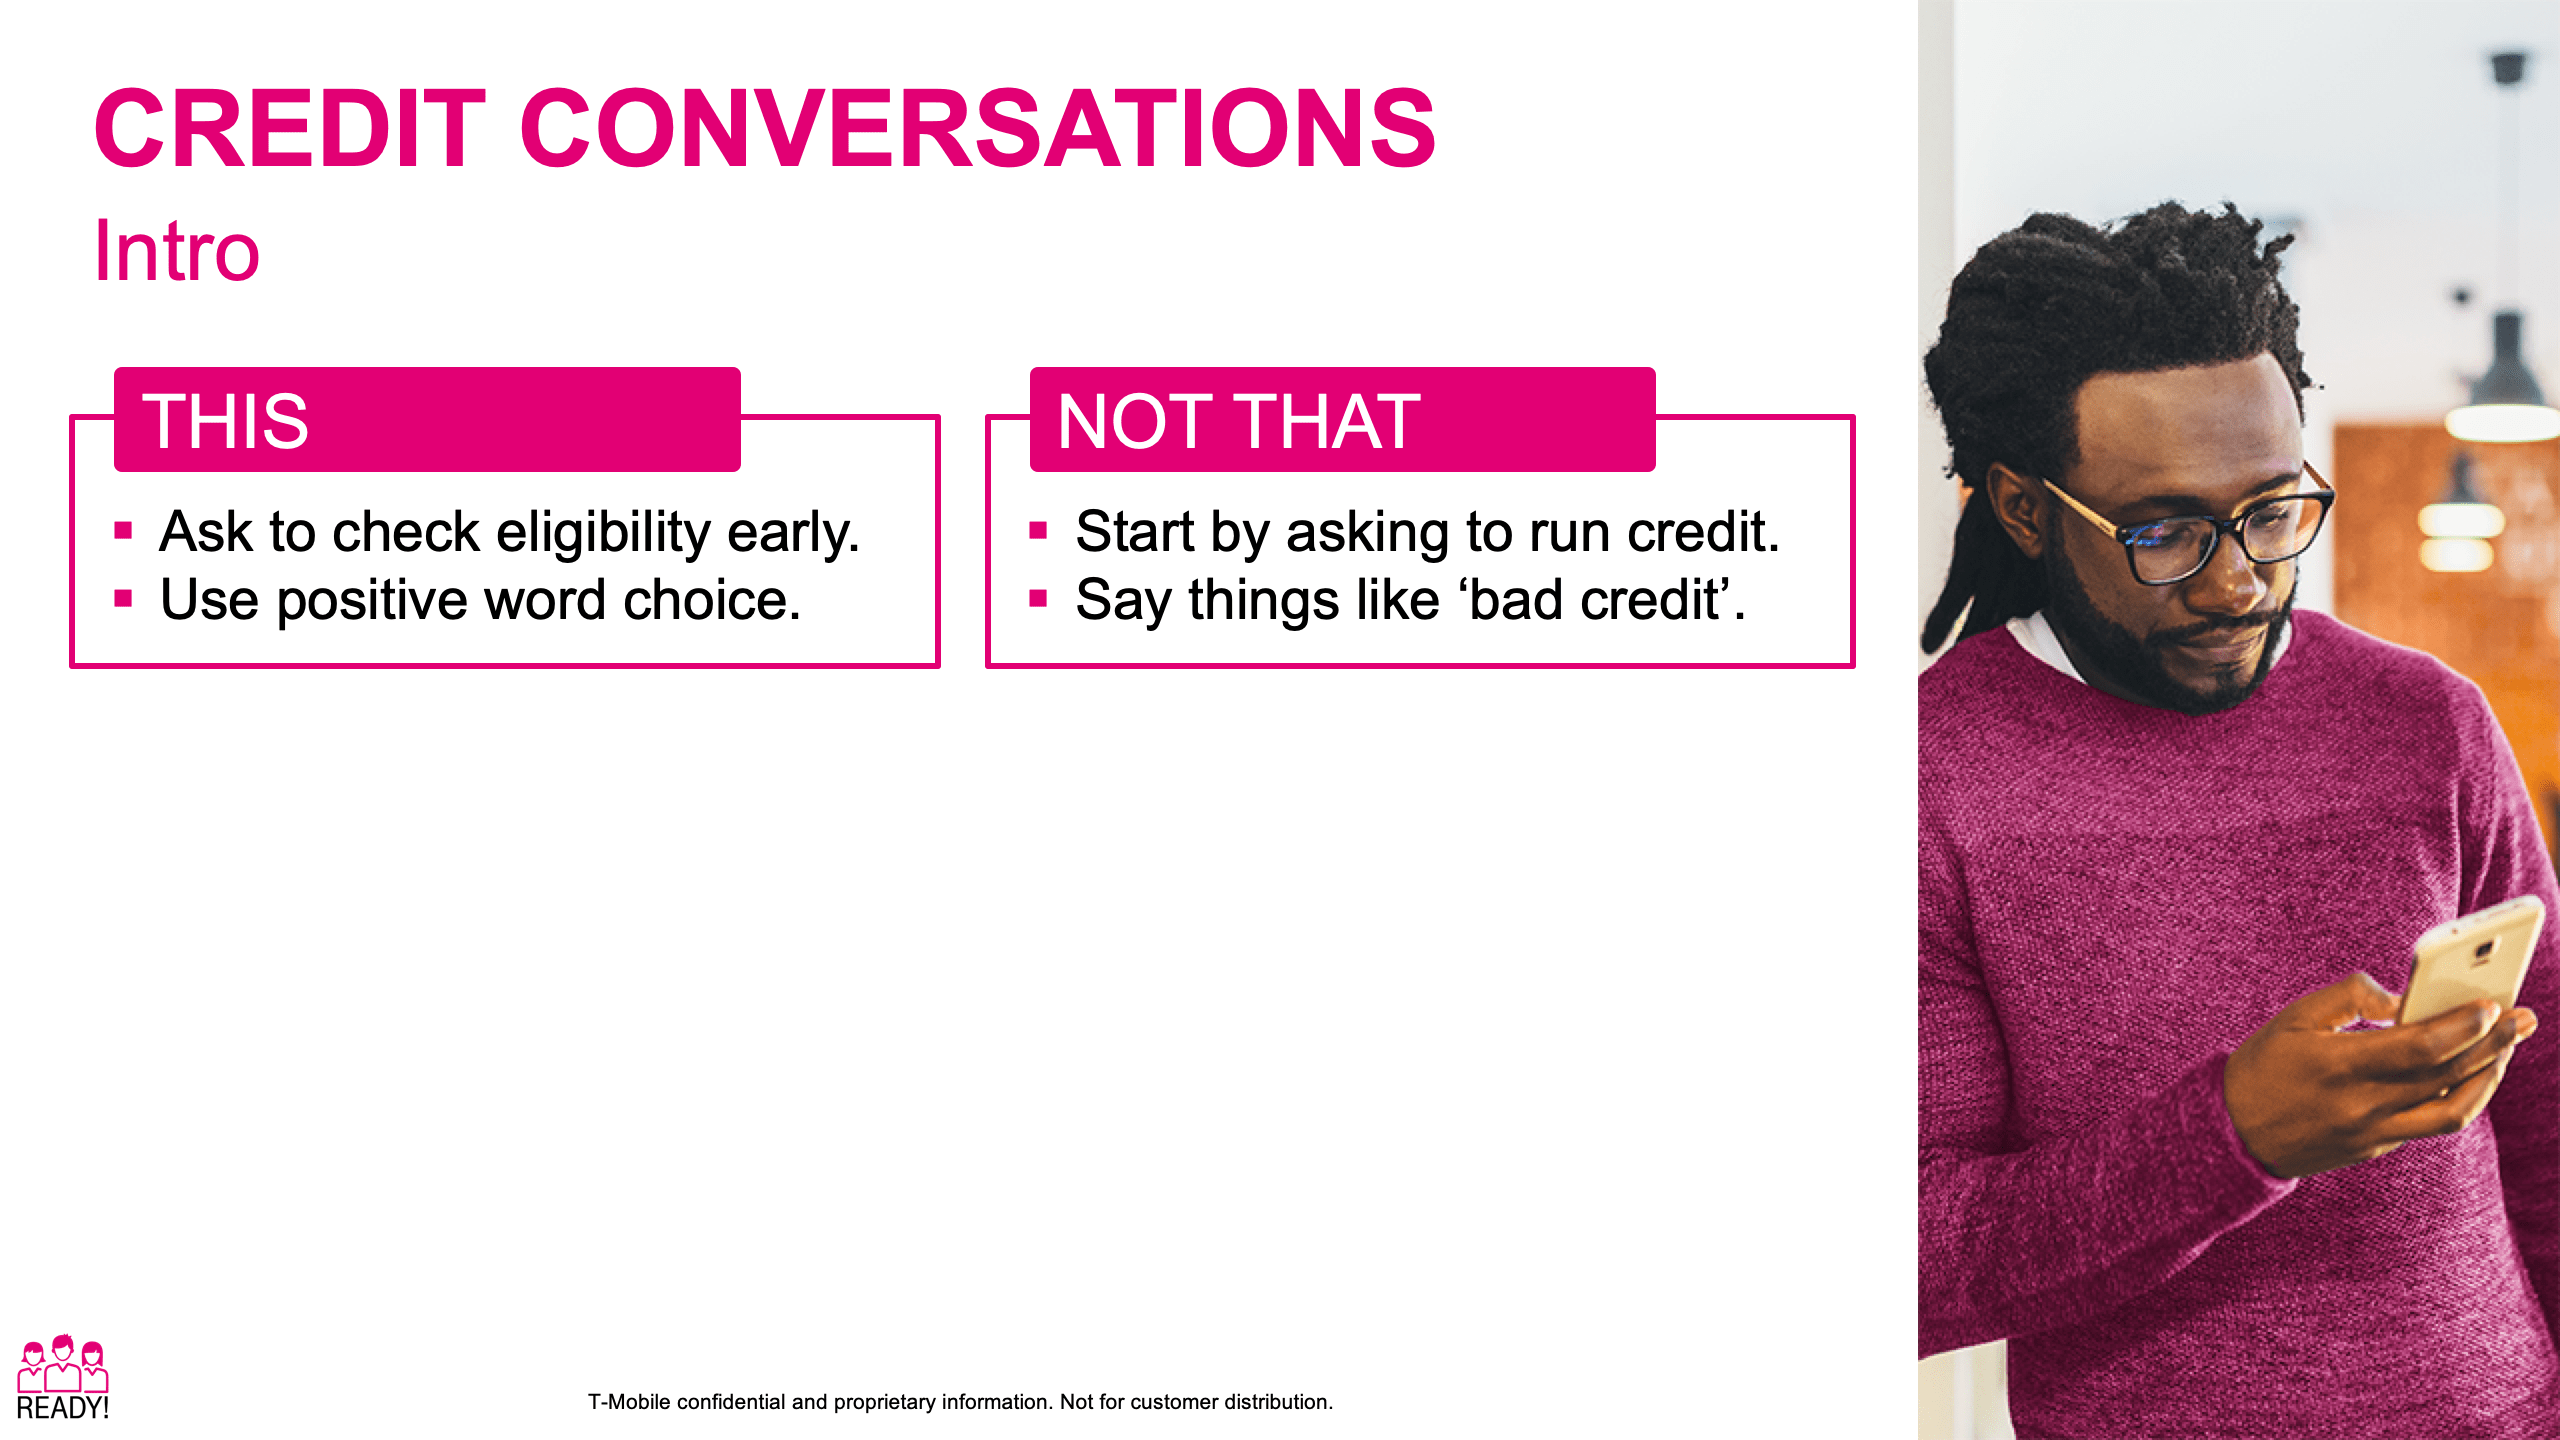 CREDIT CONVERSATIONS
Intro
THIS
▪ Ask to check eligibility early.
▪ Use positive word choice.
NOT THAT
▪ Start by asking to run credit.
▪ Say things like ‘bad credit’.
READY!
T-Mobile confidential and proprietary information. Not for customer distribution.